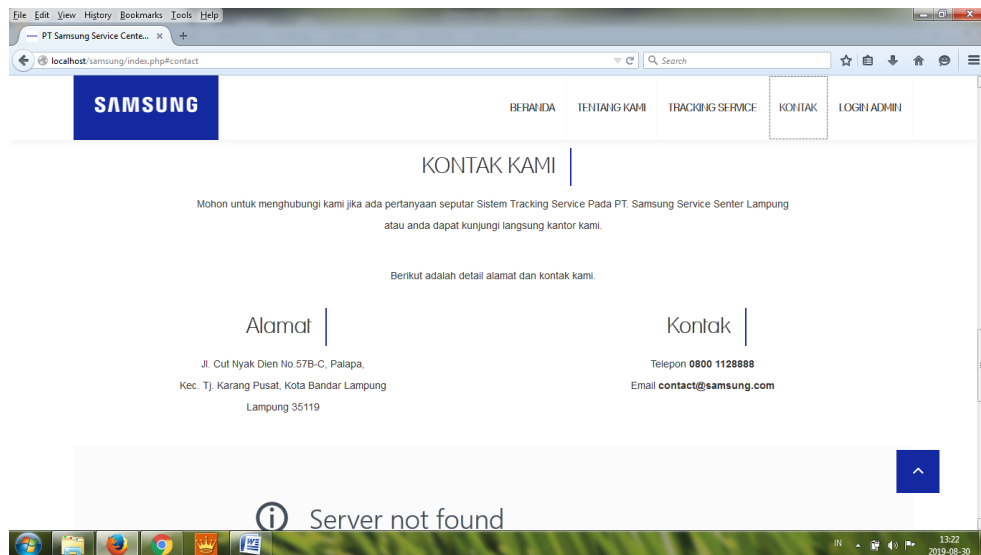 File Edit View History Bookmarks Tools Help
PT Samsung Service Cente... × +
localhost/samsung/index.php#contact
Search
SAMSUNG
BERANDA TENTANG KAMI TRACKING SERVICE KONTAK LOGIN ADMIN
KONTAK KAMI
Mohon untuk menghubungi kami jika ada pertanyaan seputar Sistem Tracking Service Pada PT. Samsung Service Senter Lampung
atau anda dapat kunjungi langsung kantor kami.
Berikut adalah detail alamat dan kontak kami.
Alamat
Jl. Cut Nyak Dien No.57B-C, Palapa,
Kec. Tj. Karang Pusat, Kota Bandar Lampung
Lampung 35119
Kontak
Telepon 0800 1128888
Email contact@samsung.com
Server not found
IN
13:22
2019-08-30